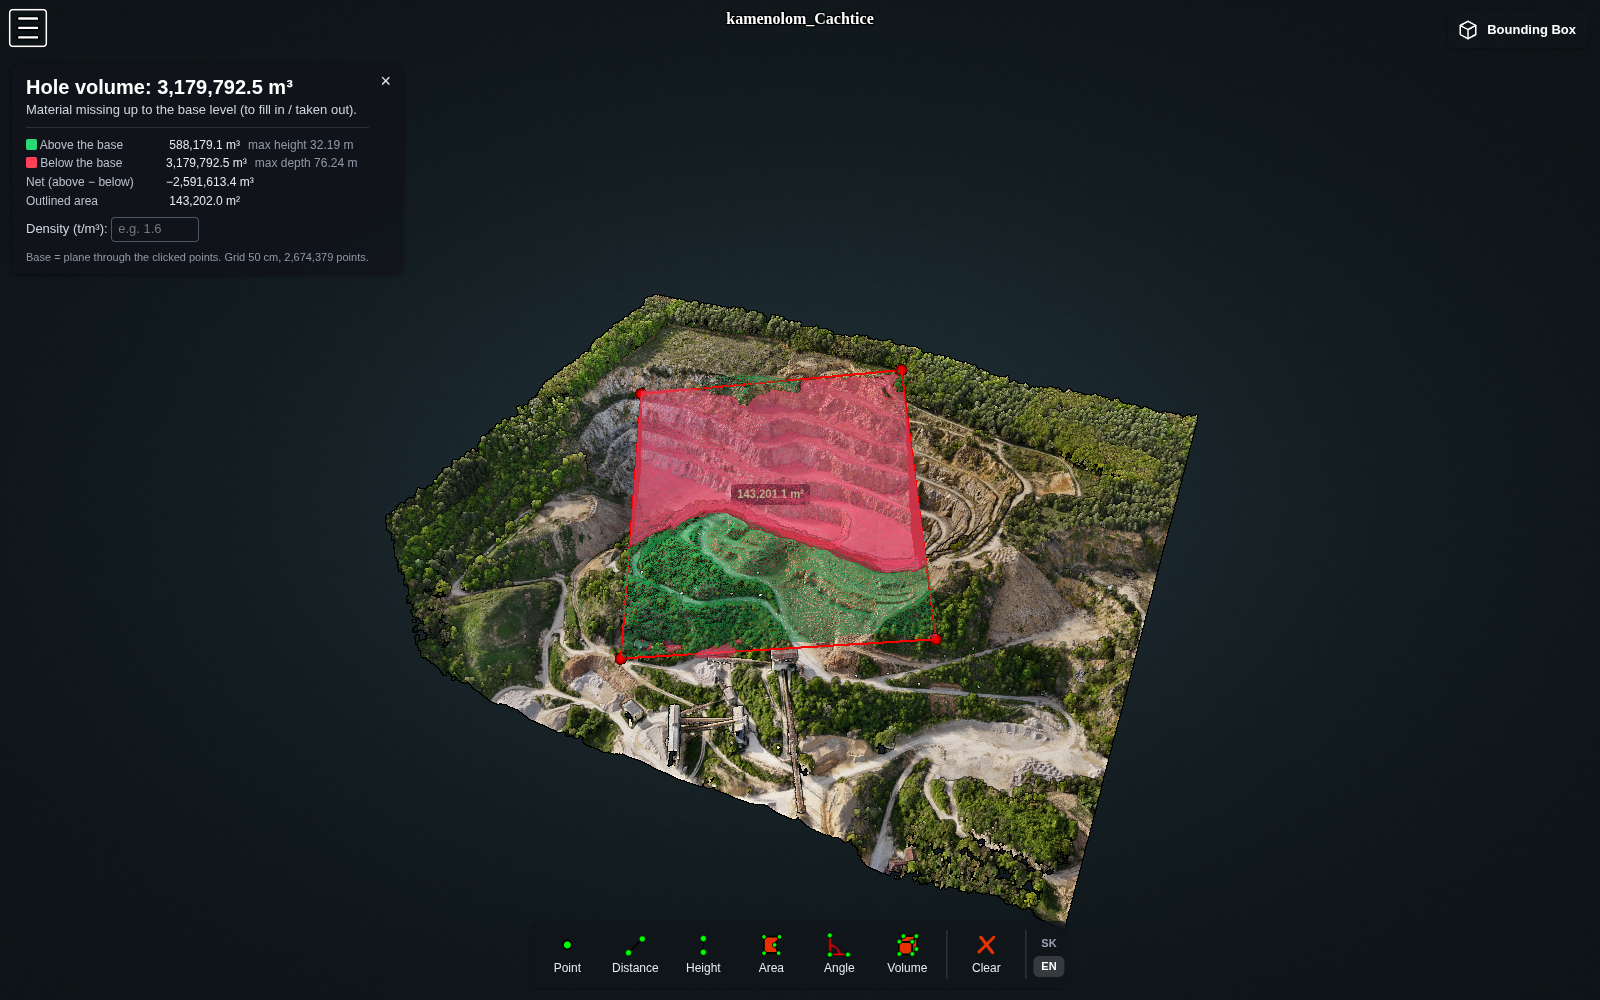 kamenolom_Cachtice
Bounding Box
Hole volume: 3,179,792.5 m³
×
Material missing up to the base level (to fill in / taken out).
Above the base 588,179.1 m³ max height 32.19 m
Below the base 3,179,792.5 m³ max depth 76.24 m
Net (above − below) −2,591,613.4 m³
Outlined area 143,202.0 m²
Density (t/m³): e.g. 1.6
Base = plane through the clicked points. Grid 50 cm, 2,674,379 points.
143,201.1 m²
Point Distance Height Area Angle Volume Clear
SK
EN